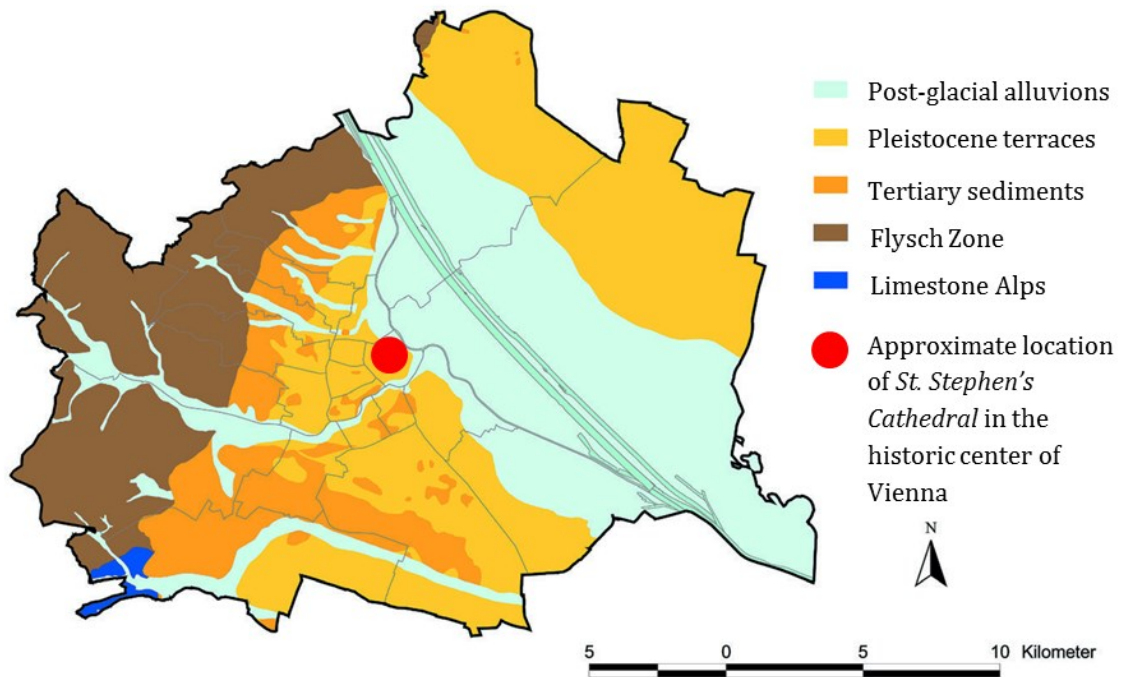 Post-glacial alluvions
Pleistocene terraces
Tertiary sediments
Flysch Zone
Limestone Alps
Approximate location
of St. Stephen's
Cathedral in the
historic center of
Vienna
N
5 0 5 10 Kilometer